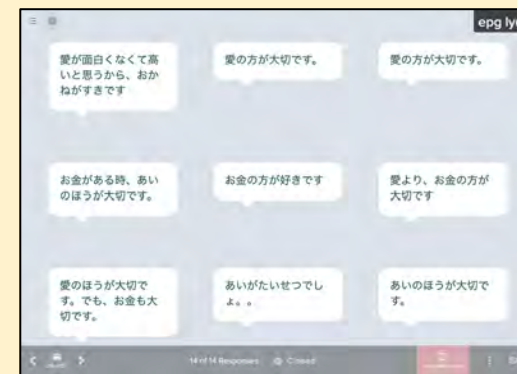 epg ly
愛が面白くなくて高
いと思うから、おか
ねがすきです
愛の方が大切です。
愛の方が大切です。
お金がある時、あい
のほうが大切です。
お金の方が好きです
愛より、お金の方が
大切です
愛のほうが大切で
す。でも、お金も大
切です。
あいがたいせつでし
ょ。。
あいのほうが大切で
す。
14 of 14 Responses
Closed